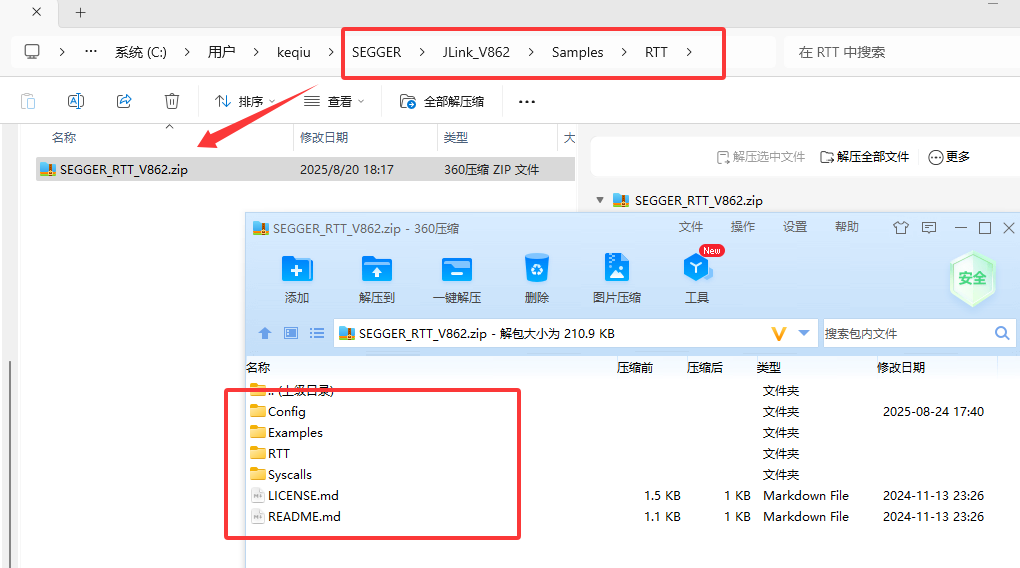 系统 (C:) 用户 keqiu SEGGER JLink_V862 Samples RTT 在 RTT 中搜索
排序 查看 全部解压缩
名称 修改日期 类型 大
SEGGER_RTT_V862.zip 2025/8/20 18:17 360压缩 ZIP 文件
解压选中文件 解压全部文件 更多
SEGGER_RTT_V862.zip
SEGGER_RTT_V862.zip - 360压缩 文件 操作 设置 帮助
New
安全
添加 解压到 一键解压 删除 图片压缩 工具
SEGGER_RTT_V862.zip - 解包大小为 210.9 KB 搜索包内文件
名称 压缩前 压缩后 类型 修改日期
.. (上级目录) 文件夹
Config 文件夹 2025-08-24 17:40
Examples 文件夹
RTT 文件夹
Syscalls 文件夹
LICENSE.md 1.5 KB 1 KB Markdown File 2024-11-13 23:26
README.md 1.1 KB 1 KB Markdown File 2024-11-13 23:26